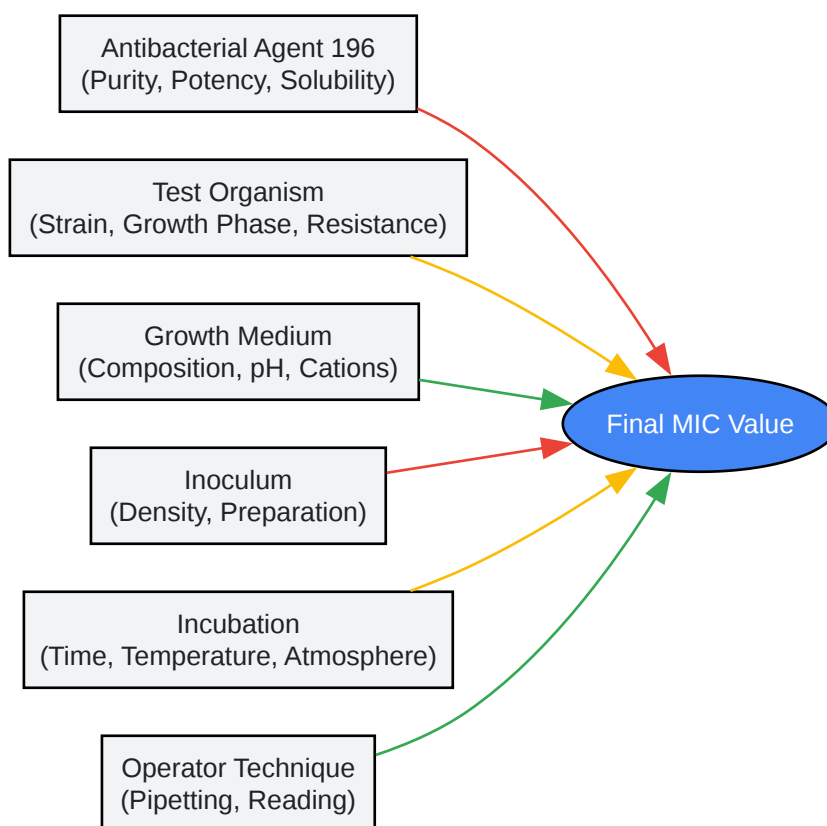 Antibacterial Agent 196
(Purity, Potency, Solubility)
Test Organism
(Strain, Growth Phase, Resistance)
Growth Medium
(Composition, pH, Cations)
Final MIC Value
Inoculum
(Density, Preparation)
Incubation
(Time, Temperature, Atmosphere)
Operator Technique
(Pipetting, Reading)